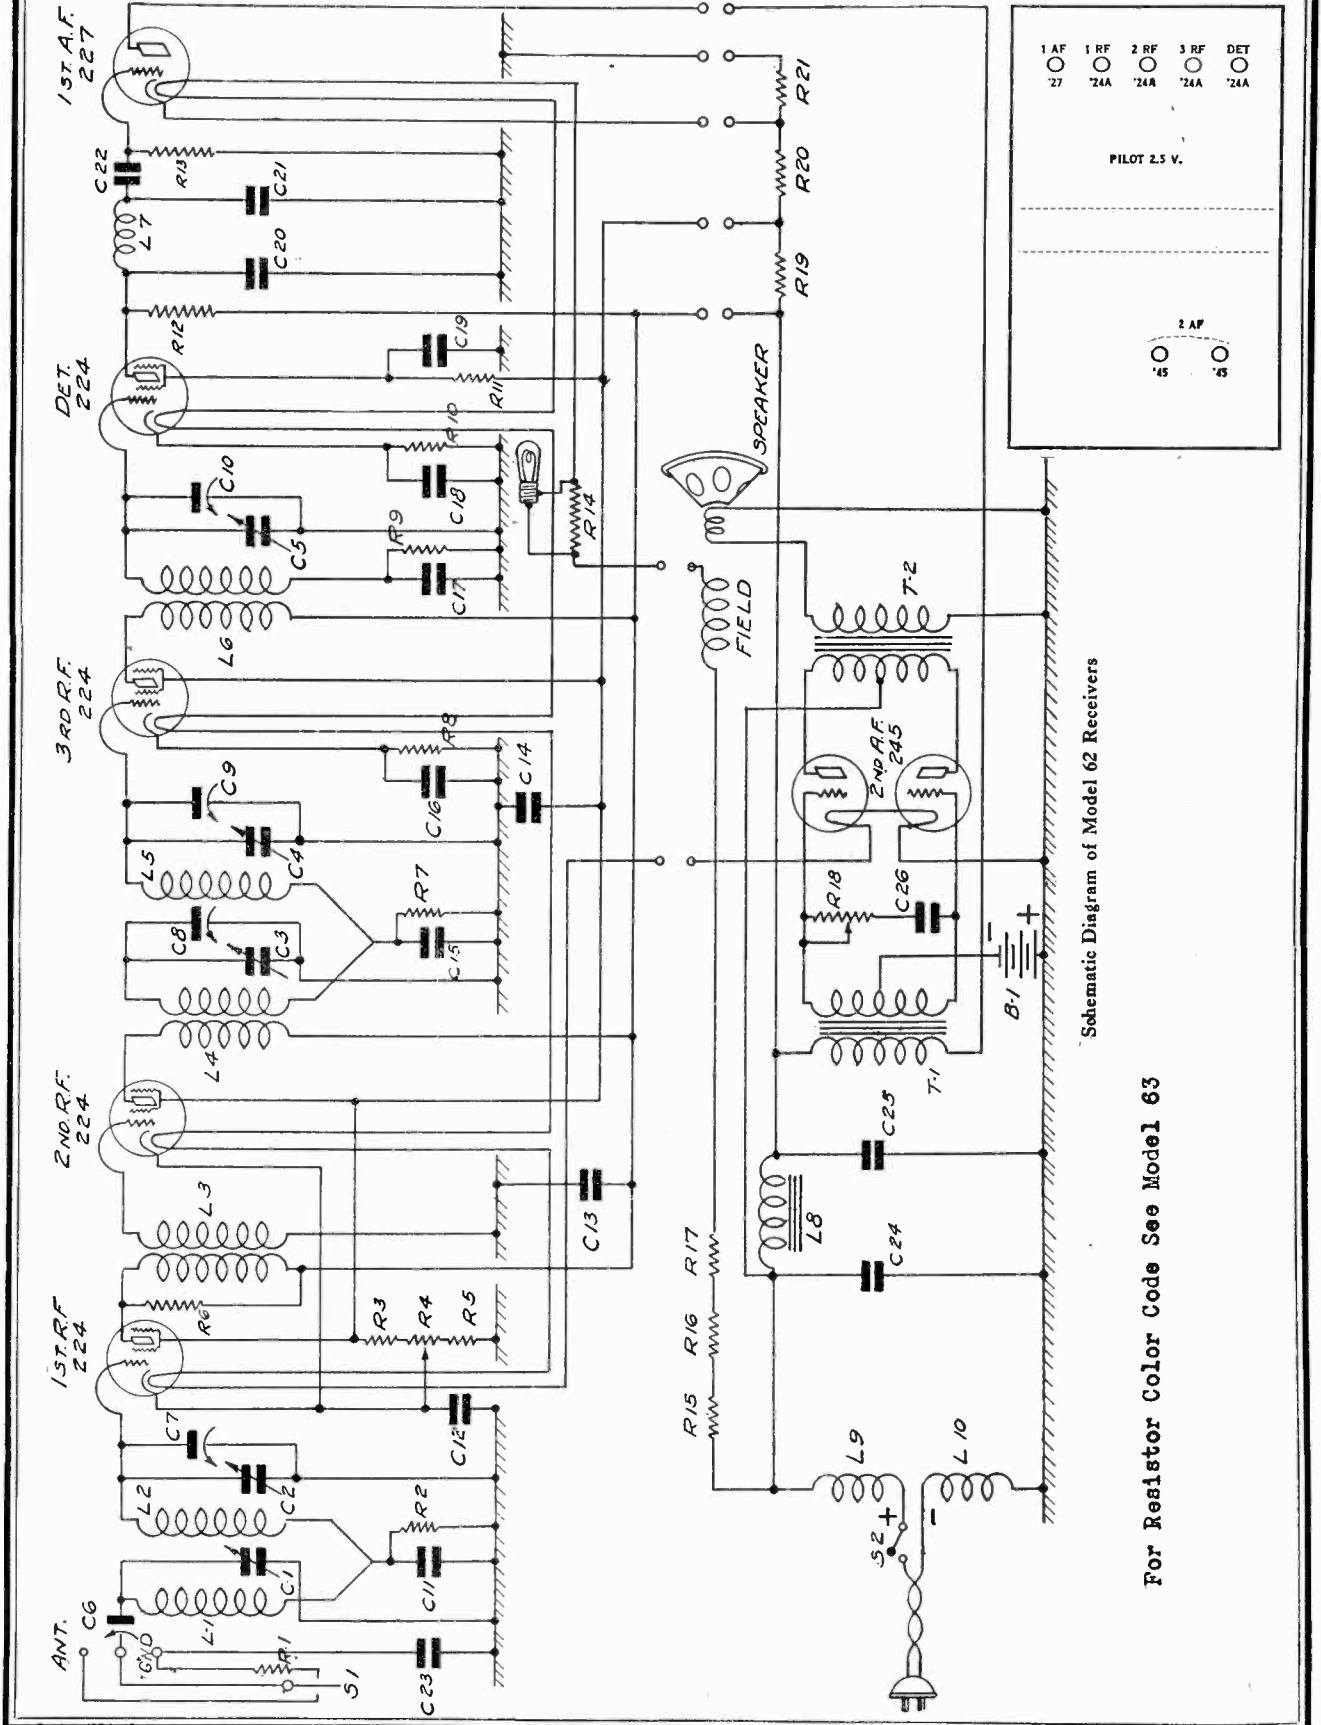 1ST. A.F.
227
C22
R13
C21
L7
C20
R12
C19
R11
DET.
224
R10
C10
C18
C5
R9
C17
L6
3RD R.F.
224
R8
C9
C16
C14
C4
L5
R7
C8
C3
C15
L4
2ND. R.F.
224
L3
C13
R6
1ST. R.F
224
R3
R4
R5
C7
C12
L2
C2
R2
C1
C11
L-1
C6
ANT.
GND
R-1
S1
C23
R21
R20
R19
R14
SPEAKER
FIELD
T-2
2ND A.F.
245
R18
C26
B-1
-
+
T-1
C25
L8
C24
R17
R16
R15
L9
L10
S2
+
-
1 AF 1 RF 2 RF 3 RF DET
'27 '24A '24A '24A '24A
PILOT 2.5 V.
2 AF
'45 '45
Schematic Diagram of Model 62 Receivers
For Resistor Color Code See Model 63